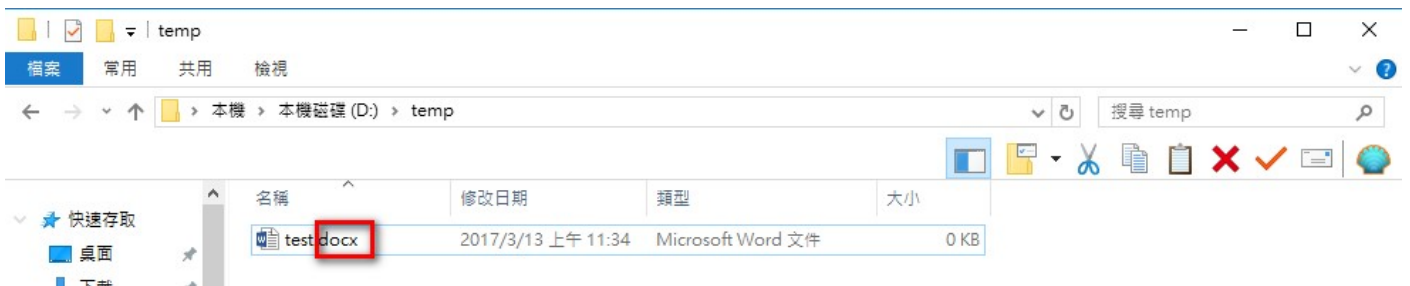 temp
檔案 常用 共用 檢視
本機 > 本機磁碟 (D:) > temp 搜尋 temp
名稱 修改日期 類型 大小
快速存取
test.docx 2017/3/13 上午 11:34 Microsoft Word 文件 0 KB
桌面
下載